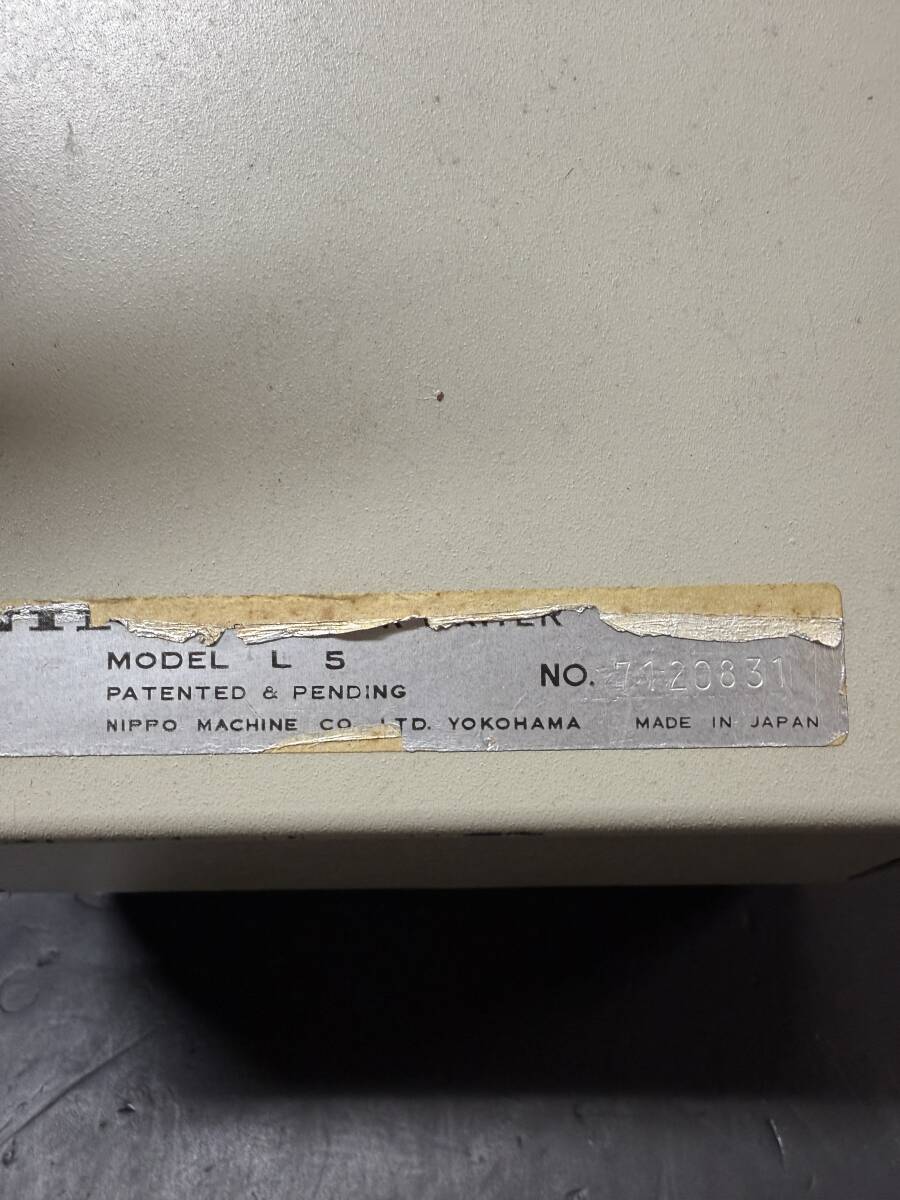 MODEL L 5
NO. 7120831
PATENTED & PENDING
NIPPO MACHINE CO. LTD. YOKOHAMA MADE IN JAPAN